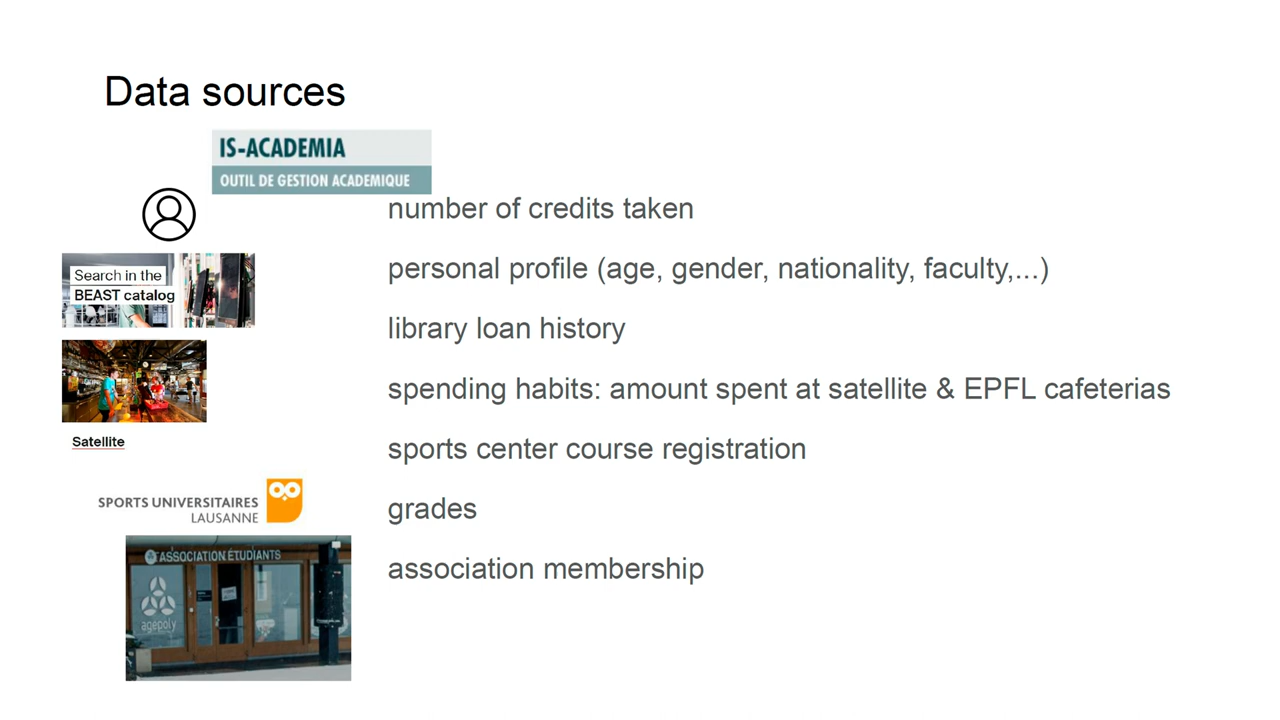 Data sources
IS-ACADEMIA
OUTIL DE GESTION ACADEMIQUE
number of credits taken
personal profile (age, gender, nationality, faculty,...)
Search in the
BEAST catalog
library loan history
spending habits: amount spent at satellite & EPFL cafeterias
Satellite
sports center course registration
SPORTS UNIVERSITAIRES
LAUSANNE
grades
ASSOCIATION ÉTUDIANTS
agepoly
association membership